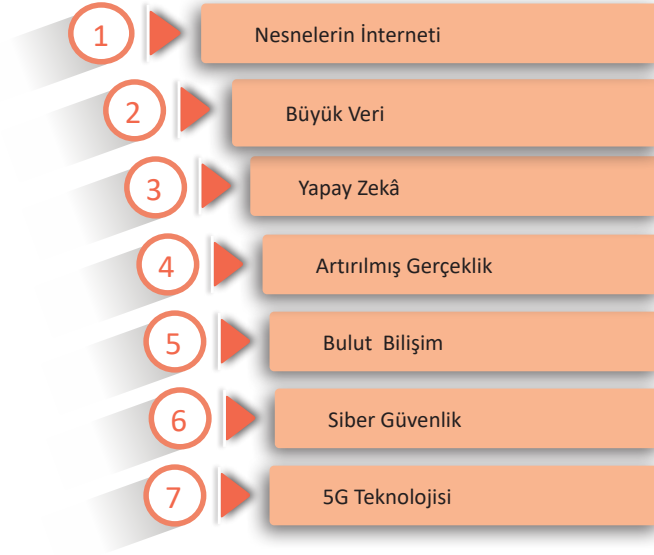 1 Nesnelerin İnterneti
2 Büyük Veri
3 Yapay Zekâ
4 Artırılmış Gerçeklik
5 Bulut Bilişim
6 Siber Güvenlik
7 5G Teknolojisi